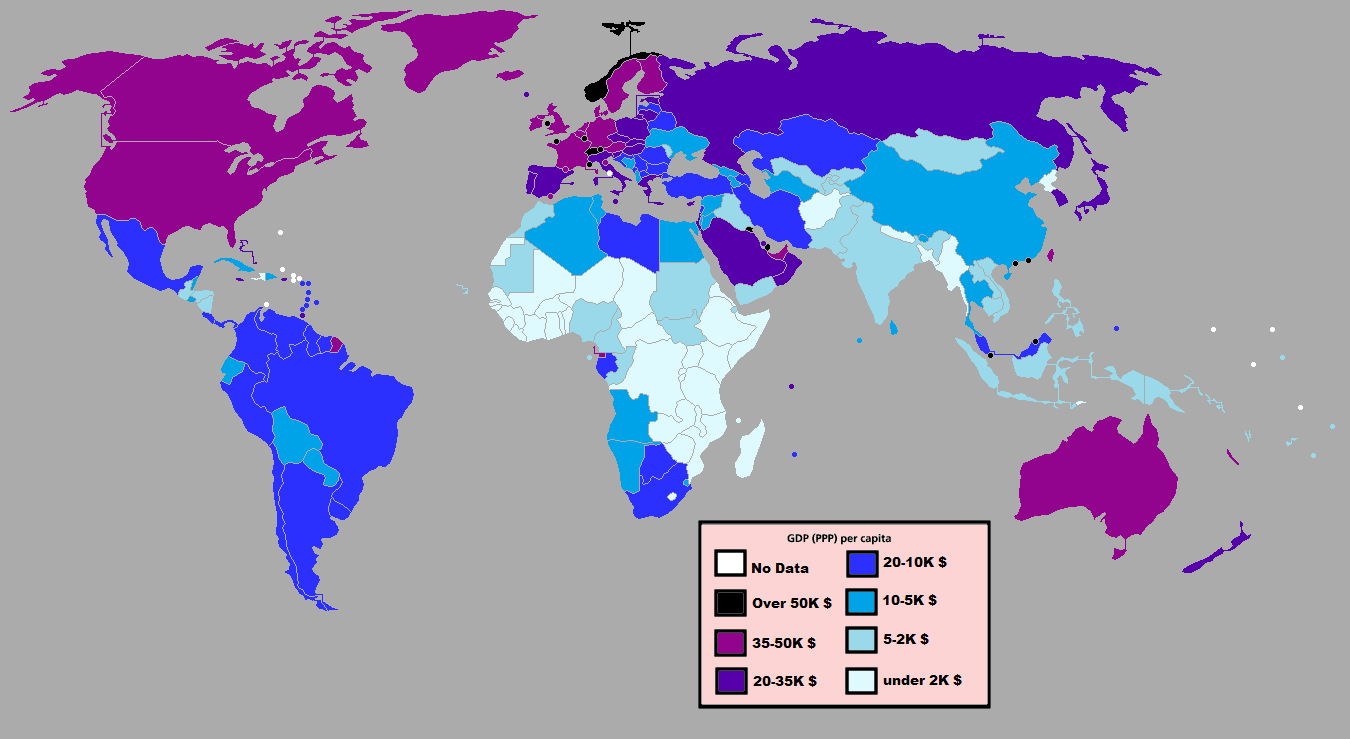 GDP (PPP) per capita
No Data
Over 50K $
35-50K $
20-35K $
20-10K $
10-5K $
5-2K $
under 2K $